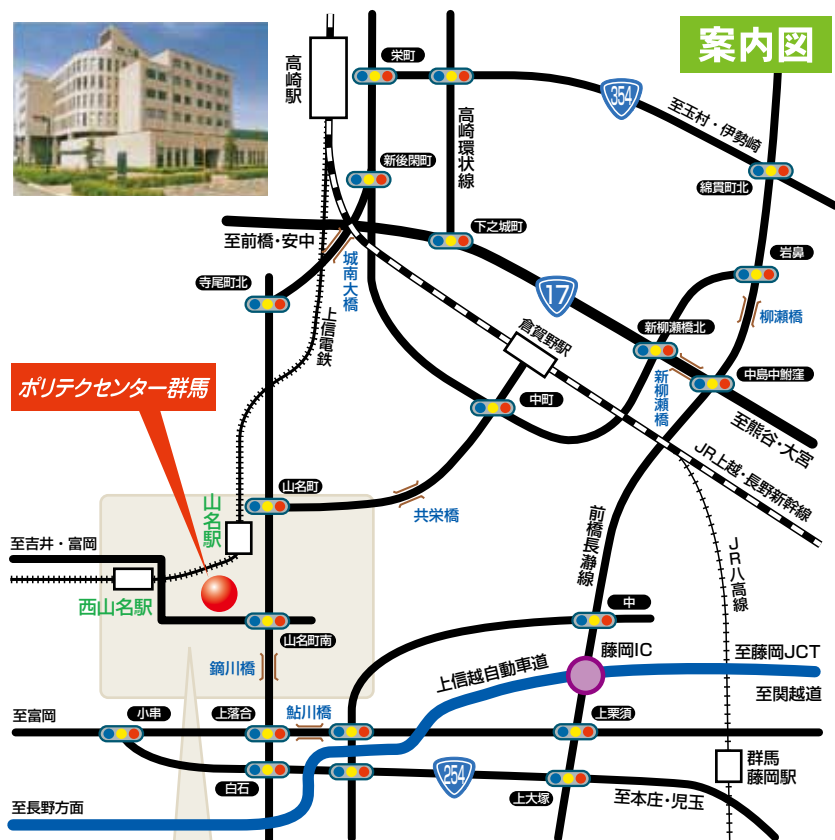 案内図
栄町
高崎駅
354
至玉村・伊勢崎
高崎環状線
新後閑町
綿貫町北
下之城町
至前橋・安中
岩鼻
城南大橋
寺尾町北
17
柳瀬橋
上信電鉄
倉賀野駅
新柳瀬橋北
新柳瀬橋
中島中鮒窪
ポリテクセンター群馬
中町
至熊谷・大宮
JR上越・長野新幹線
山名町
山名駅
共栄橋
前橋長瀞線
至吉井・富岡
JR八高線
西山名駅
中
山名町南
藤岡IC
至藤岡JCT
鏑川橋
上信越自動車道
至関越道
至富岡
小串
上落合
鮎川橋
上栗須
254
群馬
藤岡駅
白石
上大塚
至本庄・児玉
至長野方面